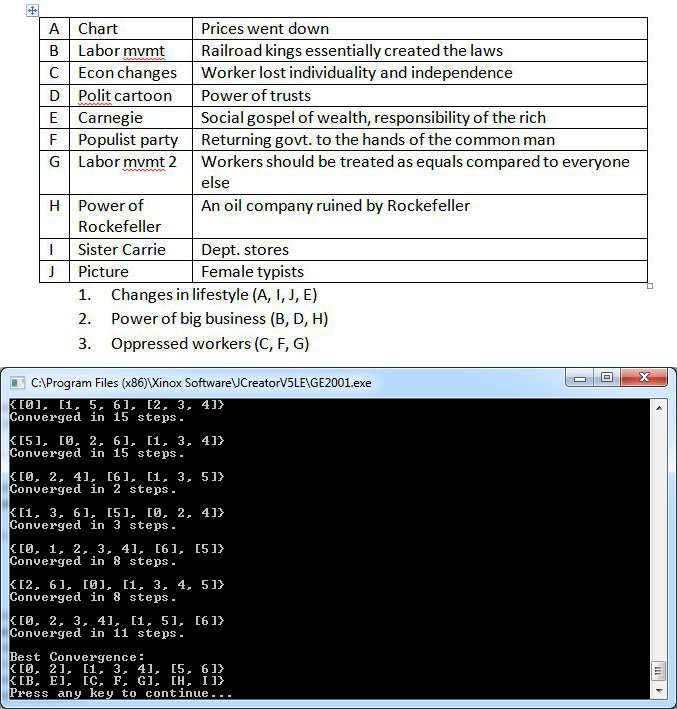 A Chart Prices went down
B Labor mvmt Railroad kings essentially created the laws
C Econ changes Worker lost individuality and independence
D Polit cartoon Power of trusts
E Carnegie Social gospel of wealth, responsibility of the rich
F Populist party Returning govt. to the hands of the common man
G Labor mvmt 2 Workers should be treated as equals compared to everyone
else
H Power of An oil company ruined by Rockefeller
Rockefeller
I Sister Carrie Dept. stores
J Picture Female typists
1. Changes in lifestyle (A, I, J, E)
2. Power of big business (B, D, H)
3. Oppressed workers (C, F, G)
C:\Program Files (x86)\Xinox Software\JCreatorV5LE\GE2001.exe
{[0], [1, 5, 6], [2, 3, 4]}
Converged in 15 steps.
{[5], [0, 2, 6], [1, 3, 4]}
Converged in 15 steps.
{[0, 2, 4], [6], [1, 3, 5]}
Converged in 2 steps.
{[1, 3, 6], [5], [0, 2, 4]}
Converged in 3 steps.
{[0, 1, 2, 3, 4], [6], [5]}
Converged in 8 steps.
{[2, 6], [0], [1, 3, 4, 5]}
Converged in 8 steps.
{[0, 2, 3, 4], [1, 5], [6]}
Converged in 11 steps.
Best Convergence:
{[0, 2], [1, 3, 4], [5, 6]}
{[B, E], [C, F, G], [H, I]}
Press any key to continue...